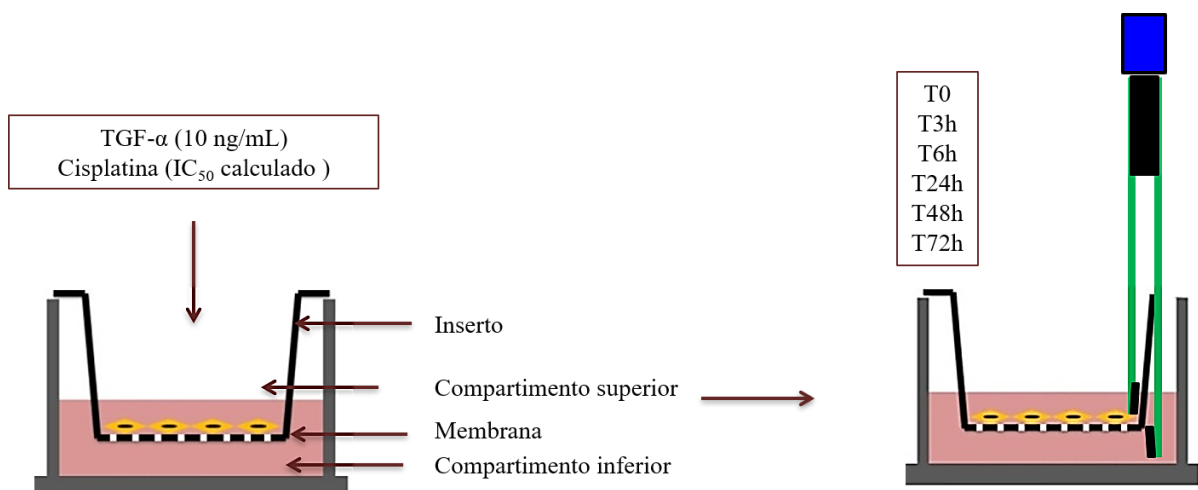 TGF-α (10 ng/mL)
Cisplatina (IC₅₀ calculado )
Inserto
Compartimento superior
Membrana
Compartimento inferior
T0
T3h
T6h
T24h
T48h
T72h